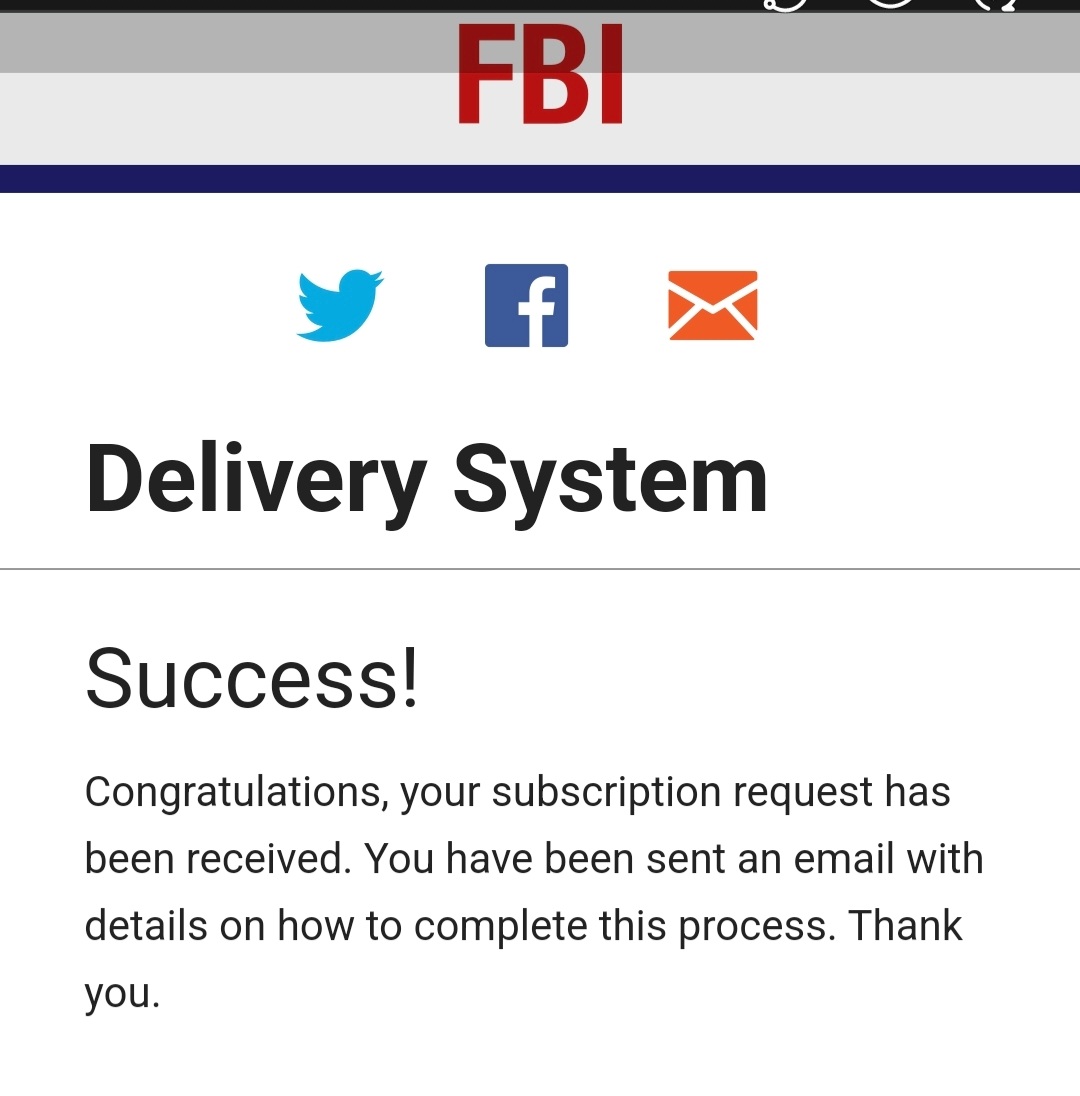 FBI
Delivery System
Success!
Congratulations, your subscription request has
been received. You have been sent an email with
details on how to complete this process. Thank
you.